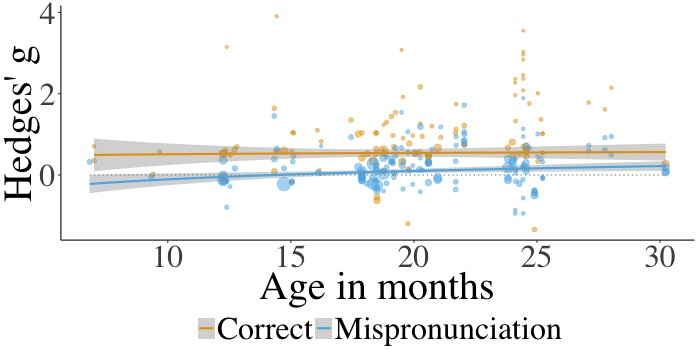 4
2
0
Hedges' g
10 15 20 25 30
Age in months
Correct Mispronunciation